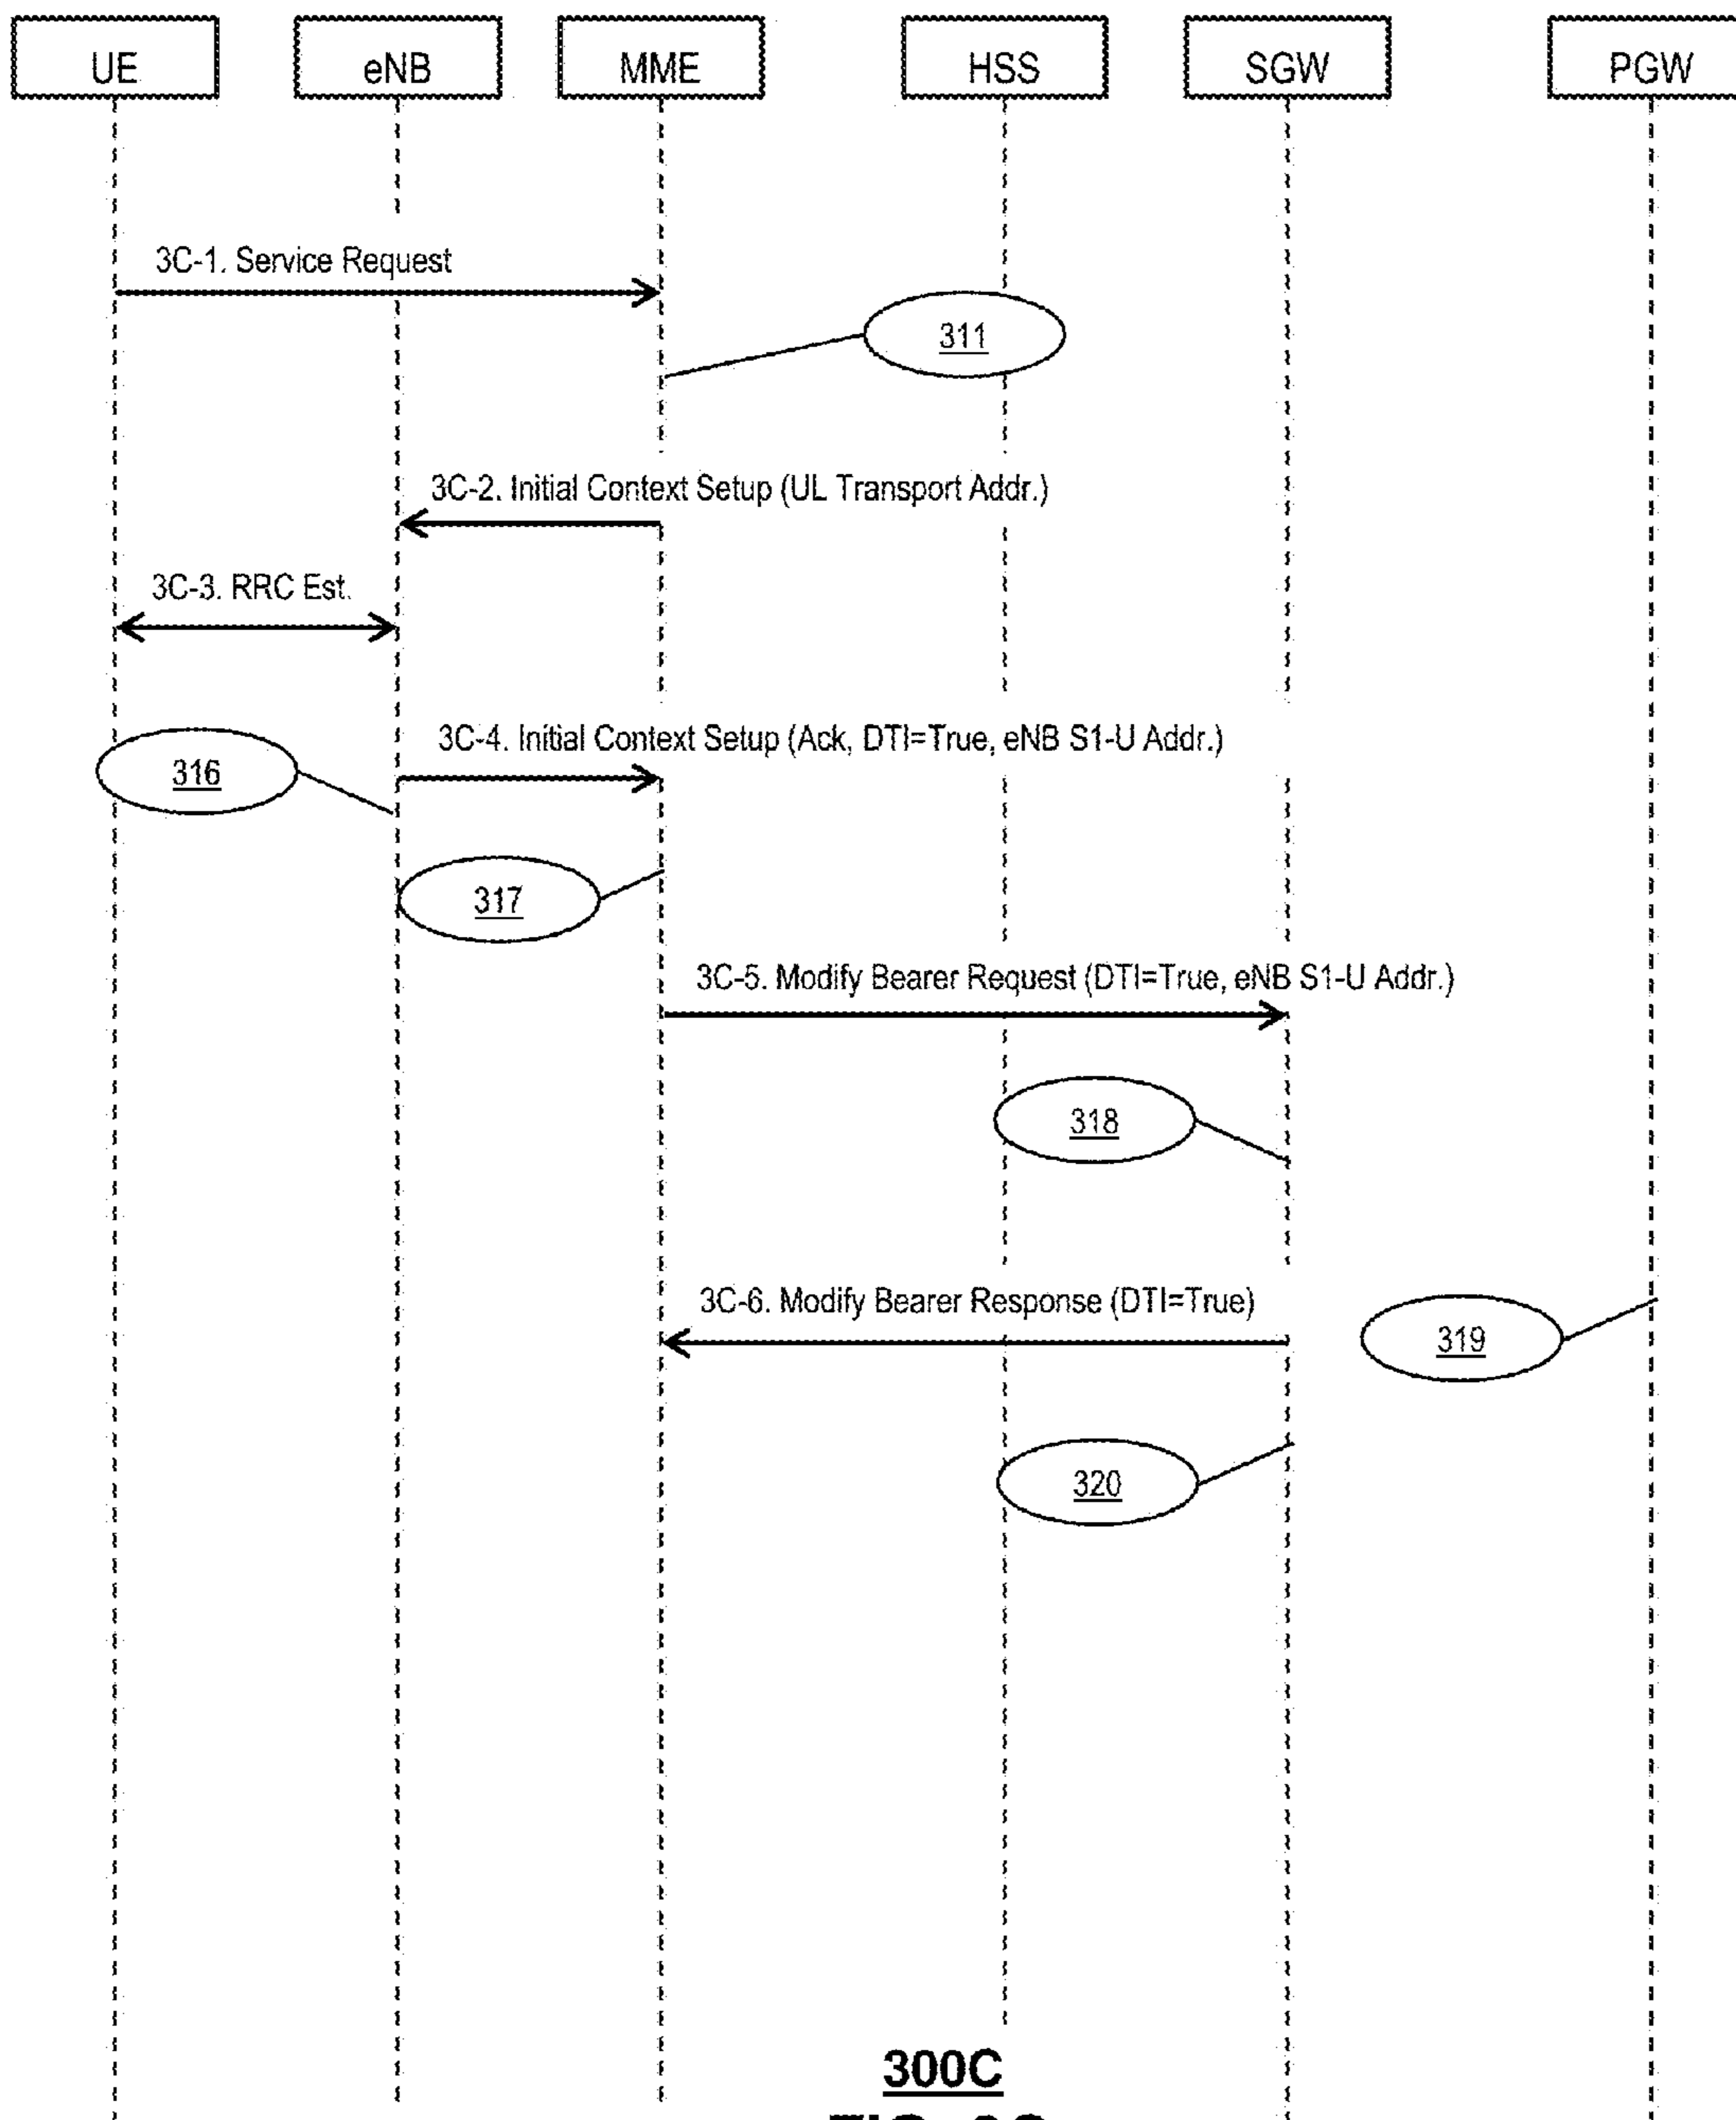 UE
eNB
MME
HSS
SGW
PGW
3C-1. Service Request
311
3C-2. Initial Context Setup (UL Transport Addr.)
3C-3. RRC Est.
3C-4. Initial Context Setup (Ack, DTI=True, eNB S1-U Addr.)
316
317
3C-5. Modify Bearer Request (DTI=True, eNB S1-U Addr.)
318
3C-6. Modify Bearer Response (DTI=True)
319
320
300C